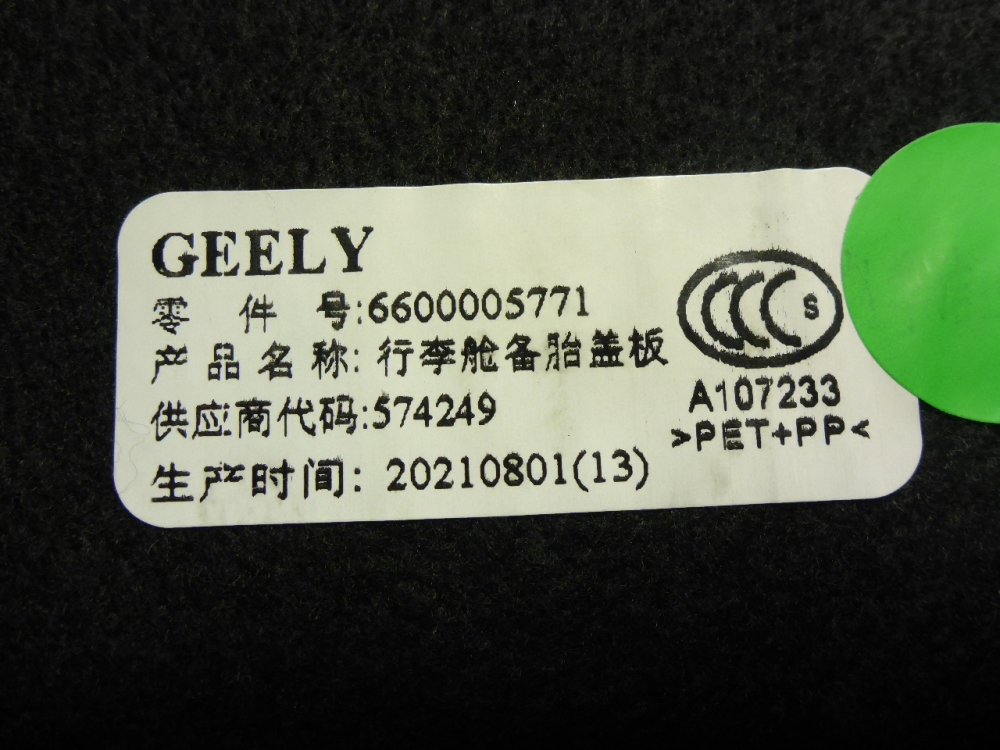 GEELY
零 件 号:6600005771
产 品 名 称: 行李舱备胎盖板
供应商代码:574249
生产时间: 20210801(13)
CCC S
A107233
>PET+PP<